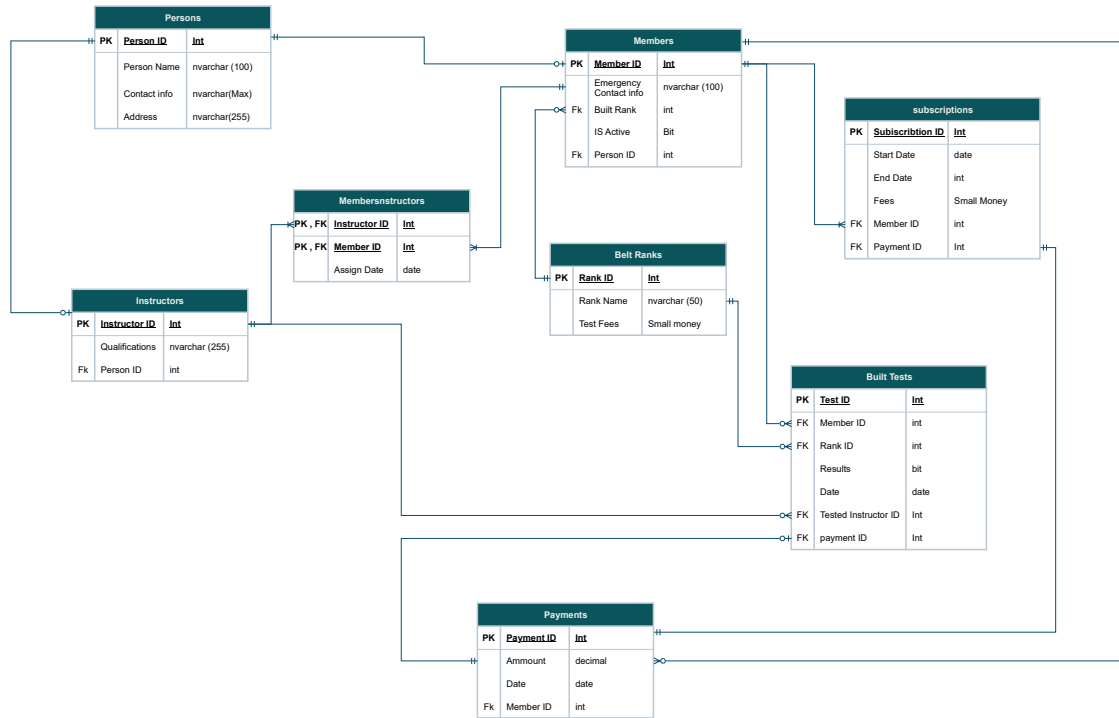 Persons
PK Person ID Int
Person Name nvarchar (100)
Contact info nvarchar(Max)
Address nvarchar(255)
Members
PK Member ID Int
Emergency
Contact info nvarchar (100)
Fk Built Rank int
IS Active Bit
Fk Person ID int
subscriptions
PK Subiscribtion ID Int
Start Date date
End Date int
Fees Small Money
FK Member ID int
FK Payment ID Int
Membersnstructors
PK , FK Instructor ID Int
PK , FK Member ID Int
Assign Date date
Belt Ranks
PK Rank ID Int
Rank Name nvarchar (50)
Test Fees Small money
Instructors
PK Instructor ID Int
Qualifications nvarchar (255)
Fk Person ID int
Built Tests
PK Test ID Int
FK Member ID int
FK Rank ID int
Results bit
Date date
FK Tested Instructor ID Int
FK payment ID Int
Payments
PK Payment ID Int
Ammount decimal
Date date
Fk Member ID int